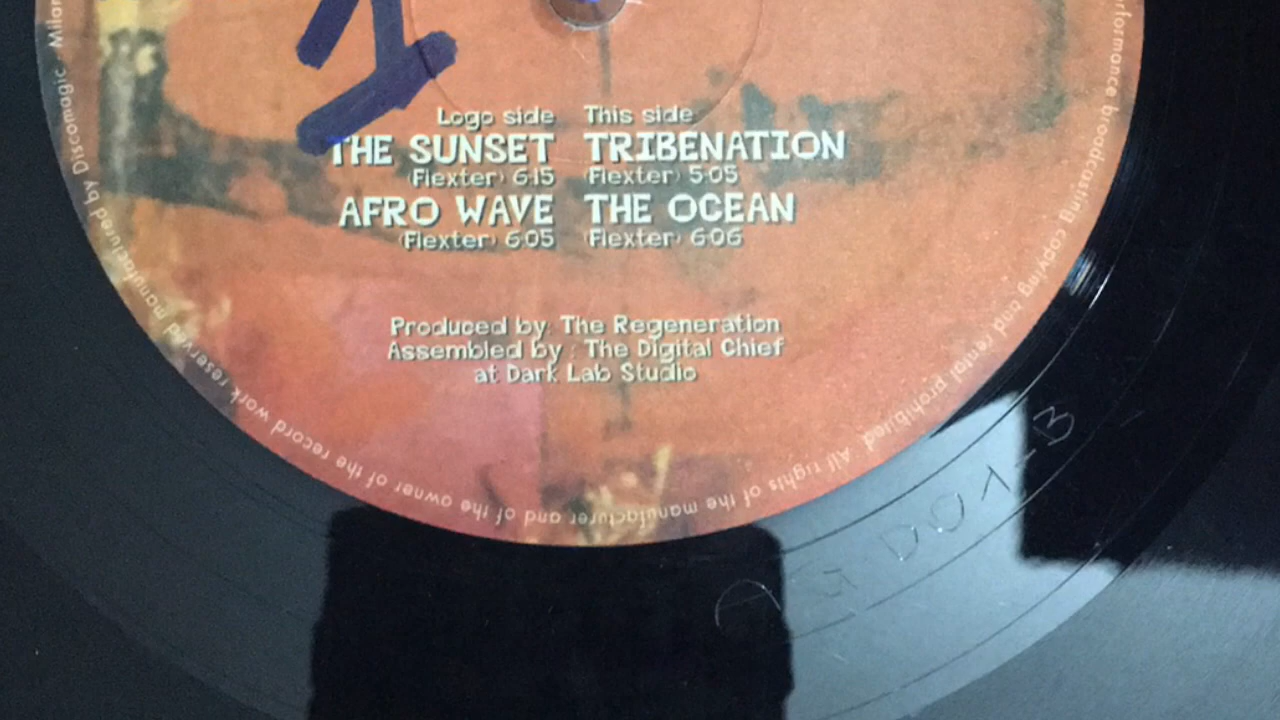 Logo side This side
THE SUNSET TRIBENATION
(Flexter) 6:15 (Flexter) 5:05
AFRO WAVE THE OCEAN
(Flexter) 6:05 (Flexter) 6:06
Produced by: The Regeneration
Assembled by : The Digital Chief
at Dark Lab Studio
manufactured by Discomagic - Milan
All rights of the manufacturer and of the owner of the record work reserved
performance broadcasting copying and rental prohibited